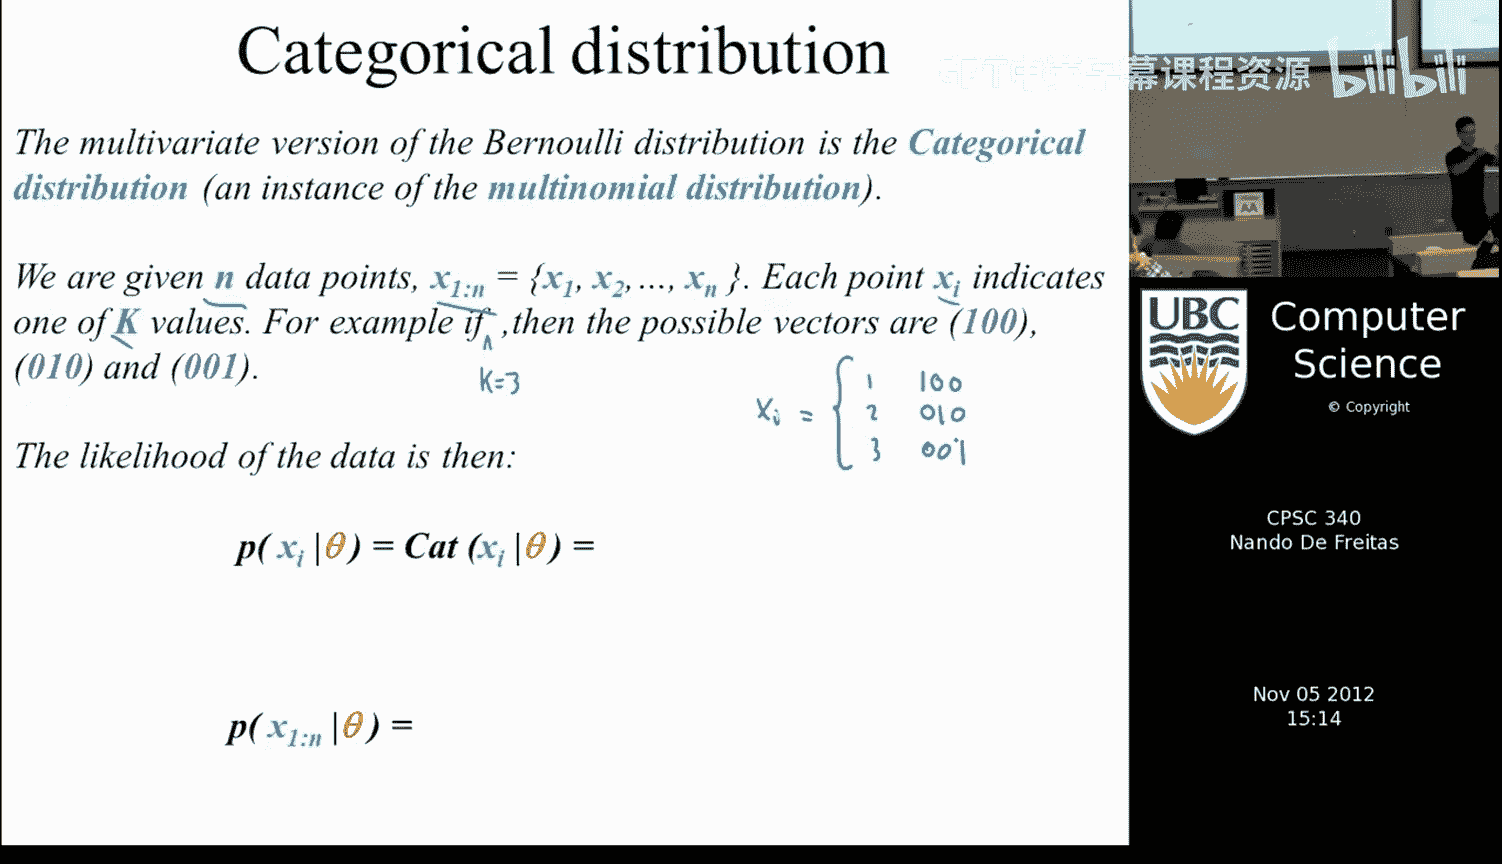 Categorical distribution
The multivariate version of the Bernoulli distribution is the Categorical
distribution (an instance of the multinomial distribution).
We are given n data points, x1:n = {x1, x2,..., xn }. Each point xi indicates
one of K values. For example if ,then the possible vectors are (100),
(010) and (001).
K=3
xi = { 1 100
2 010
3 001
The likelihood of the data is then:
p( xi |θ) = Cat (xi |θ) =
p( x1:n |θ) =
中英字幕课程资源 bilibili
UBC
Computer
Science
© Copyright
CPSC 340
Nando De Freitas
Nov 05 2012
15:14